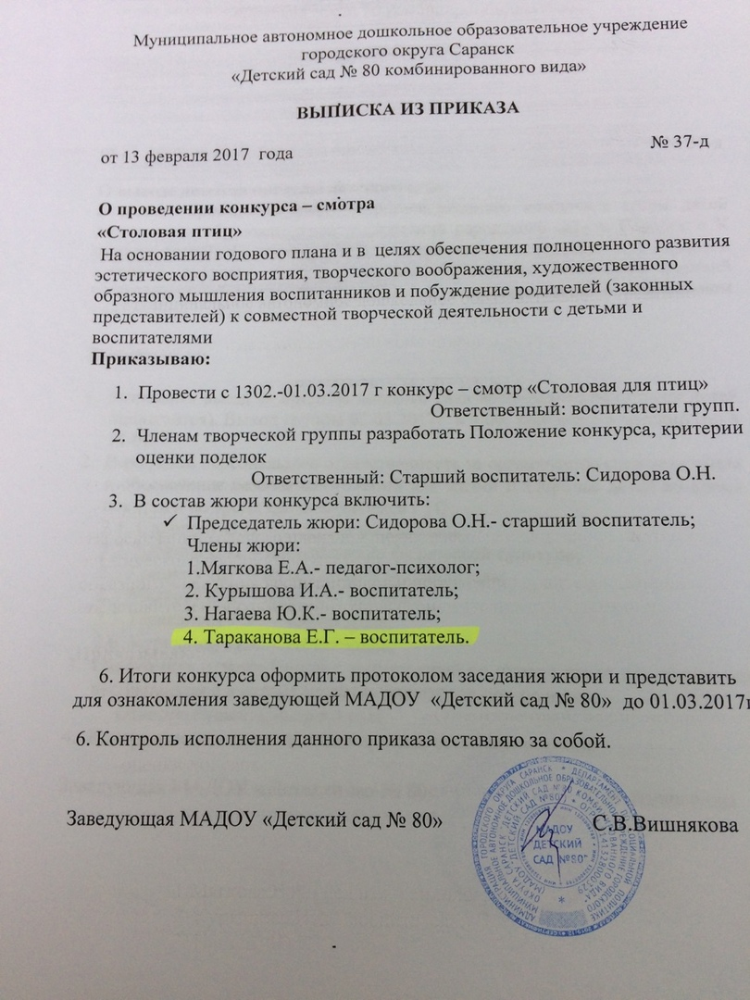 Муниципальное автономное дошкольное образовательное учреждение
городского округа Саранск
«Детский сад № 80 комбинированного вида»
ВЫПИСКА ИЗ ПРИКАЗА
№ 37-д
от 13 февраля 2017 года
О проведении конкурса – смотра
«Столовая птиц»
На основании годового плана и в целях обеспечения полноценного развития
эстетического восприятия, творческого воображения, художественного
образного мышления воспитанников и побуждение родителей (законных
представителей) к совместной творческой деятельности с детьми и
воспитателями
Приказываю:
1. Провести с 1302.-01.03.2017 г конкурс – смотр «Столовая для птиц»
Ответственный: воспитатели групп.
2. Членам творческой группы разработать Положение конкурса, критерии
оценки поделок
Ответственный: Старший воспитатель: Сидорова О.Н.
3. В состав жюри конкурса включить:
✓ Председатель жюри: Сидорова О.Н.- старший воспитатель;
Члены жюри:
1.Мягкова Е.А.- педагог-психолог;
2. Курышова И.А.- воспитатель;
3. Нагаева Ю.К.- воспитатель;
4. Тараканова Е.Г. – воспитатель.
6. Итоги конкурса оформить протоколом заседания жюри и представить
для ознакомления заведующей МАДОУ «Детский сад № 80» до 01.03.2017г
6. Контроль исполнения данного приказа оставляю за собой.
Заведующая МАДОУ «Детский сад № 80»
С.В.Вишнякова
МАДОУ
ДЕТСКИЙ
САД №80